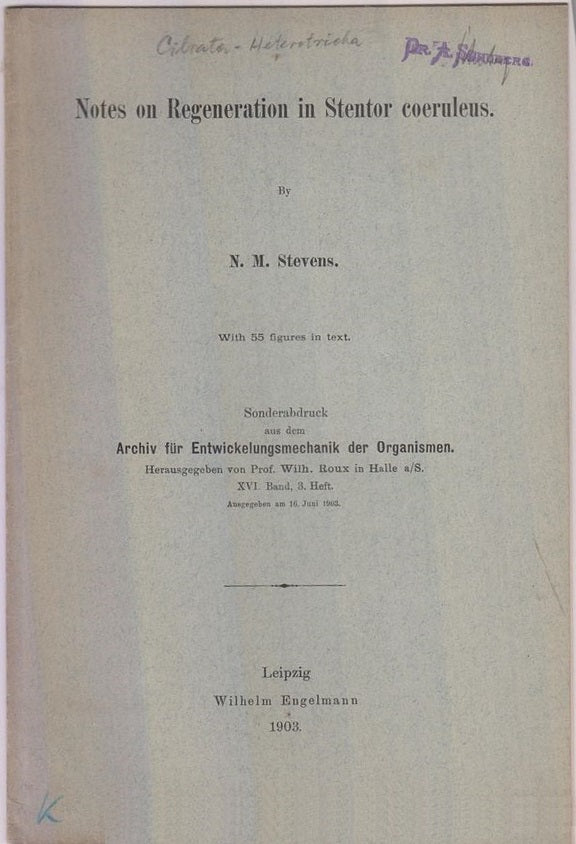 Ciliata - Heterotricha
DR. A. SCHUBERG.
Notes on Regeneration in Stentor coeruleus.
By
N. M. Stevens.
With 55 figures in text.
Sonderabdruck
aus dem
Archiv für Entwickelungsmechanik der Organismen.
Herausgegeben von Prof. Wilh. Roux in Halle a/S.
XVI. Band, 3. Heft.
Ausgegeben am 16. Juni 1903.
Leipzig
Wilhelm Engelmann
1903.
K